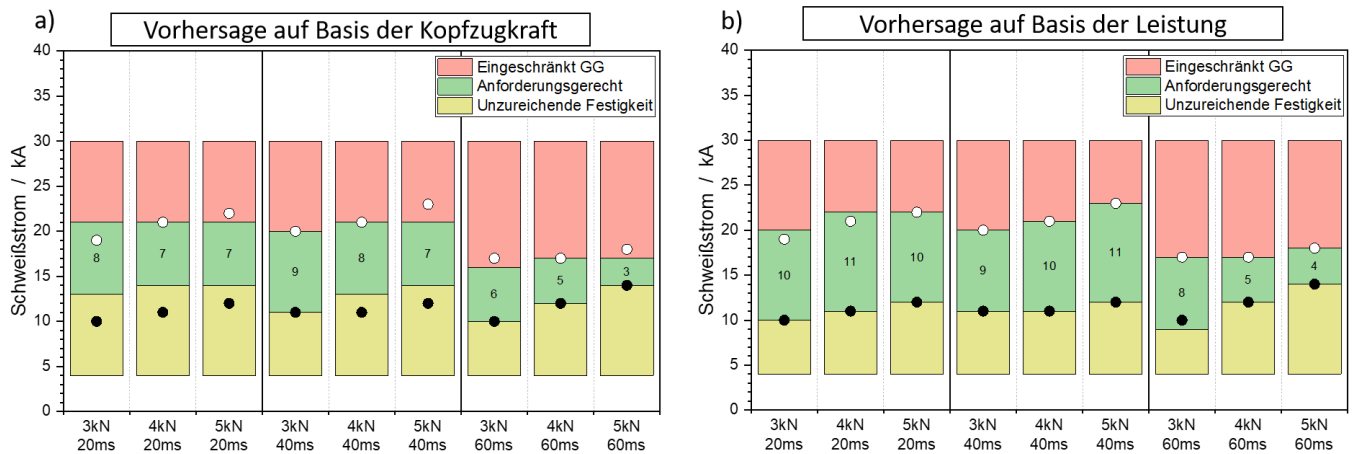 a)
Vorhersage auf Basis der Kopfzugkraft
Schweißstrom / kA
40
35
30
25
20
15
10
5
0
Eingeschränkt GG
Anforderungsgerecht
Unzureichende Festigkeit
8
7
7
9
8
7
6
5
3
3kN 4kN 5kN 3kN 4kN 5kN 3kN 4kN 5kN
20ms 20ms 20ms 40ms 40ms 40ms 60ms 60ms 60ms
b)
Vorhersage auf Basis der Leistung
Schweißstrom / kA
40
35
30
25
20
15
10
5
0
Eingeschränkt GG
Anforderungsgerecht
Unzureichende Festigkeit
10
11
10
9
10
11
8
5
4
3kN 4kN 5kN 3kN 4kN 5kN 3kN 4kN 5kN
20ms 20ms 20ms 40ms 40ms 40ms 60ms 60ms 60ms